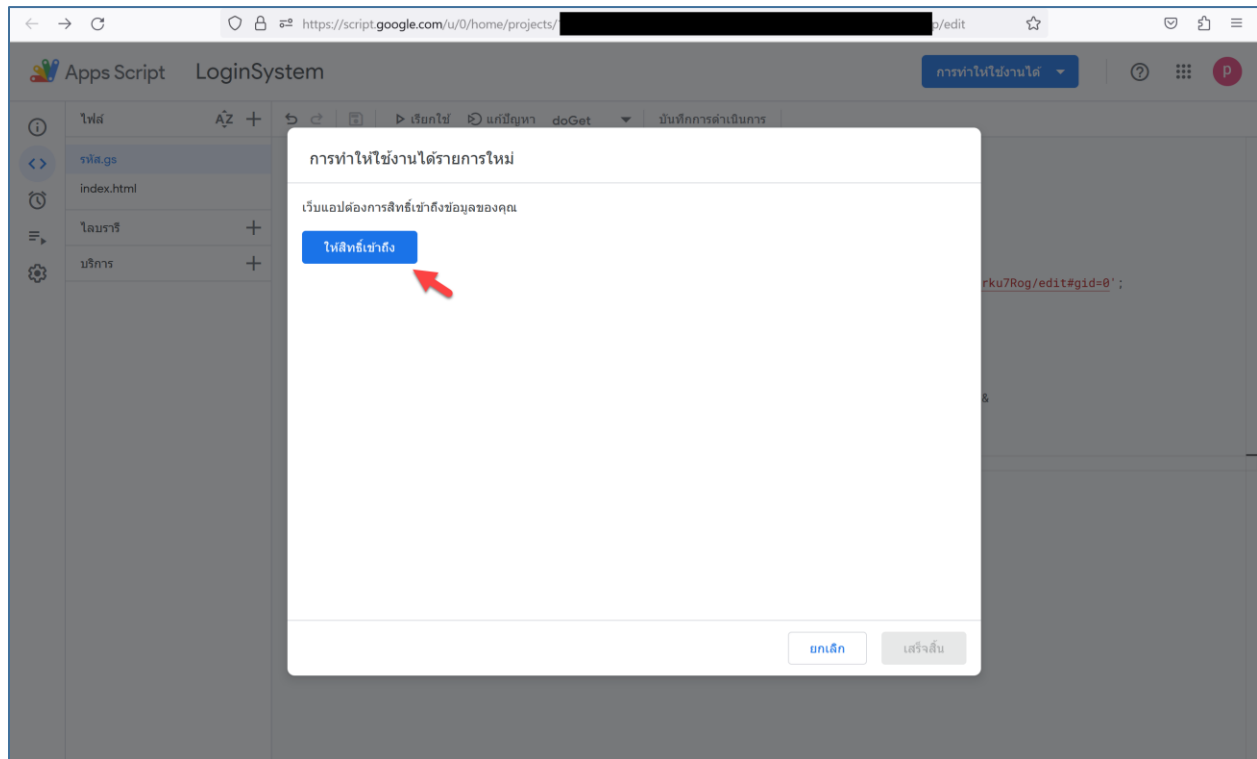 https://script.google.com/u/0/home/projects/ p/edit
Apps Script LoginSystem การทำให้ใช้งานได้ P
ไฟล์ AZ เรียกใช้ แก้ปัญหา doGet บันทึกการดำเนินการ
รหัส.gs
index.html
ไลบรารี
บริการ
การทำให้ใช้งานได้รายการใหม่
เว็บแอปต้องการสิทธิ์เข้าถึงข้อมูลของคุณ
ให้สิทธิ์เข้าถึง
rku7Rog/edit#gid=0';
&
ยกเลิก เสร็จสิ้น